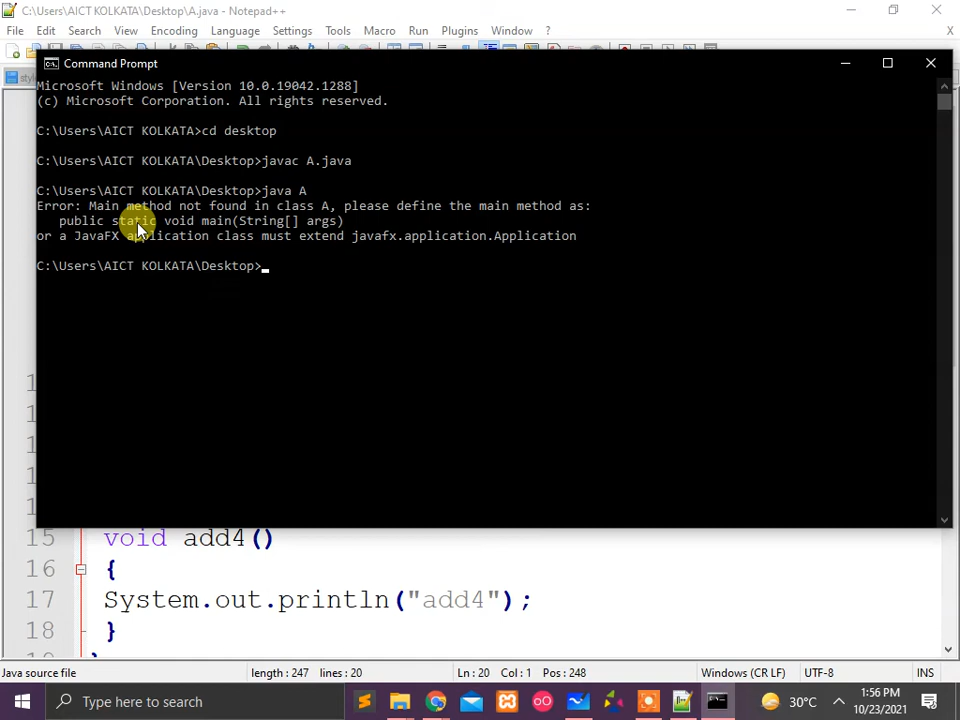 C:\Users\AICT KOLKATA\Desktop\A.java - Notepad++
File Edit Search View Encoding Language Settings Tools Macro Run Plugins Window ? X
Command Prompt
Microsoft Windows [Version 10.0.19042.1288]
(c) Microsoft Corporation. All rights reserved.
C:\Users\AICT KOLKATA>cd desktop
C:\Users\AICT KOLKATA\Desktop>javac A.java
C:\Users\AICT KOLKATA\Desktop>java A
Error: Main method not found in class A, please define the main method as:
public static void main(String[] args)
or a JavaFX application class must extend javafx.application.Application
C:\Users\AICT KOLKATA\Desktop>
15 void add4()
16 {
17 System.out.println("add4");
18 }
Java source file length : 247 lines : 20 Ln : 20 Col : 1 Pos : 248 Windows (CR LF) UTF-8 INS
Type here to search 30°C 1:56 PM
10/23/2021